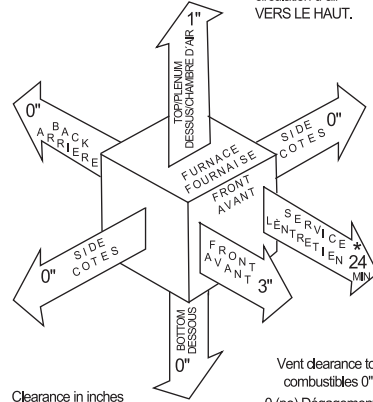 VERS LE HAUT.
1"
TOP/PLENUM
DESSUS/CHAMBRE D'AIR
0"
BACK
ARRIERE
0"
SIDE
COTES
FURNACE
FOURNAISE
FRONT
AVANT
SERVICE
L'ENTRETIEN
*
24
MIN
0"
SIDE
COTES
FRONT
AVANT
3"
BOTTOM
DESSOUS
0"
Vent clearance to
combustibles 0"
Clearance in inches